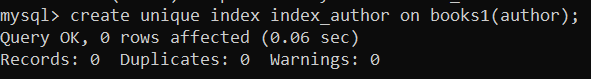 mysql> create unique index index_author on books1(author);
Query OK, 0 rows affected (0.06 sec)
Records: 0  Duplicates: 0  Warnings: 0